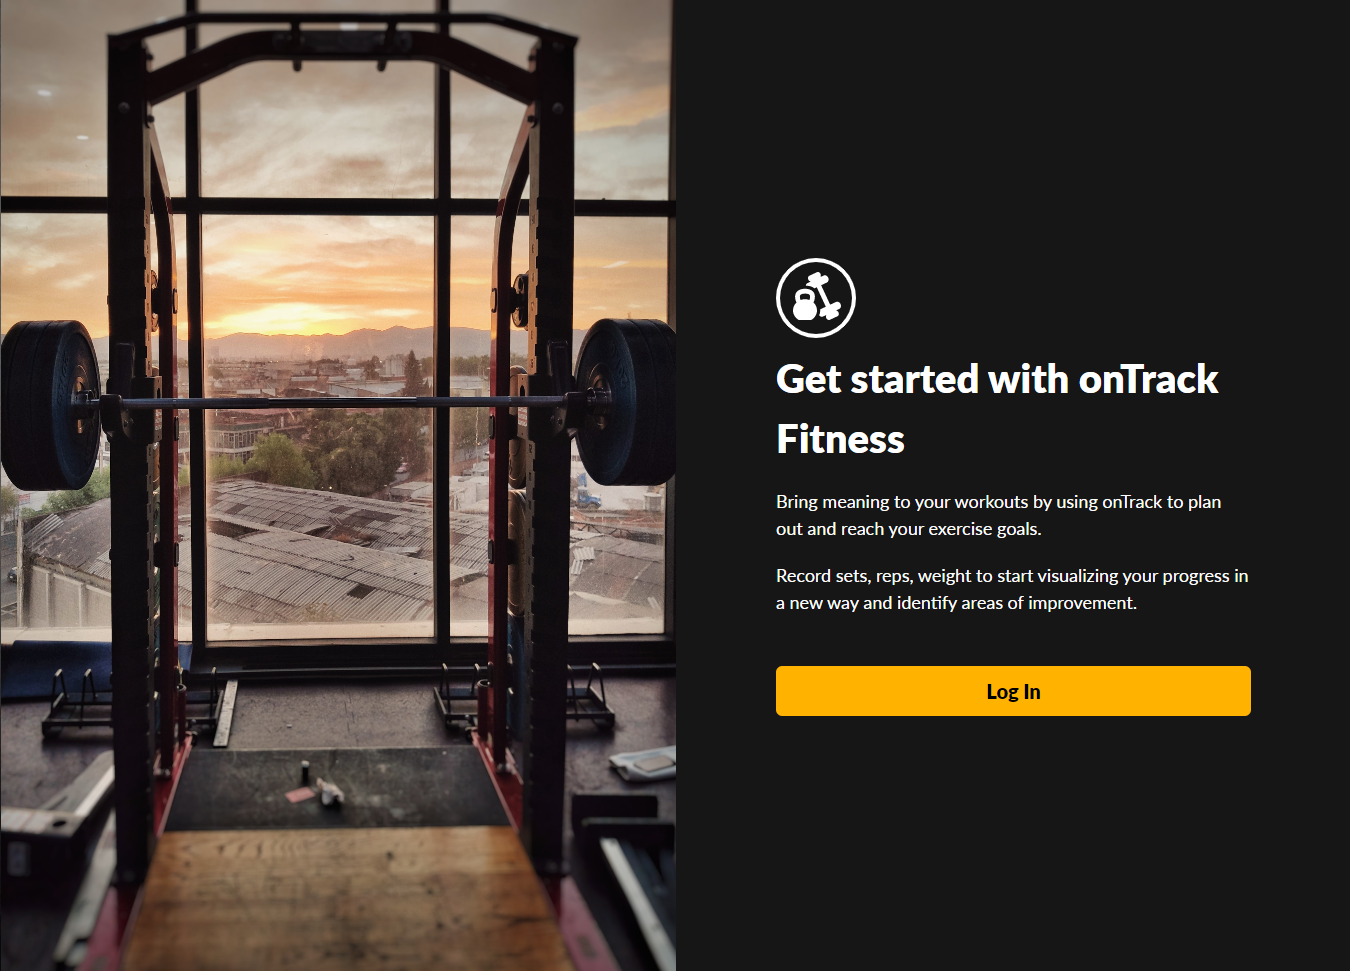 Get started with onTrack
Fitness
Bring meaning to your workouts by using onTrack to plan
out and reach your exercise goals.
Record sets, reps, weight to start visualizing your progress in
a new way and identify areas of improvement.
Log In